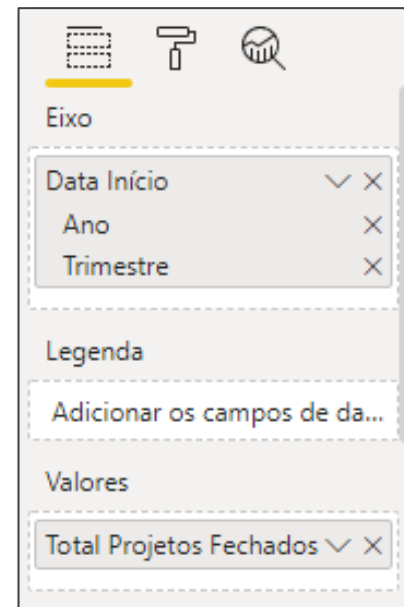 Eixo
Data Início
Ano
Trimestre
Legenda
Adicionar os campos de da...
Valores
Total Projetos Fechados